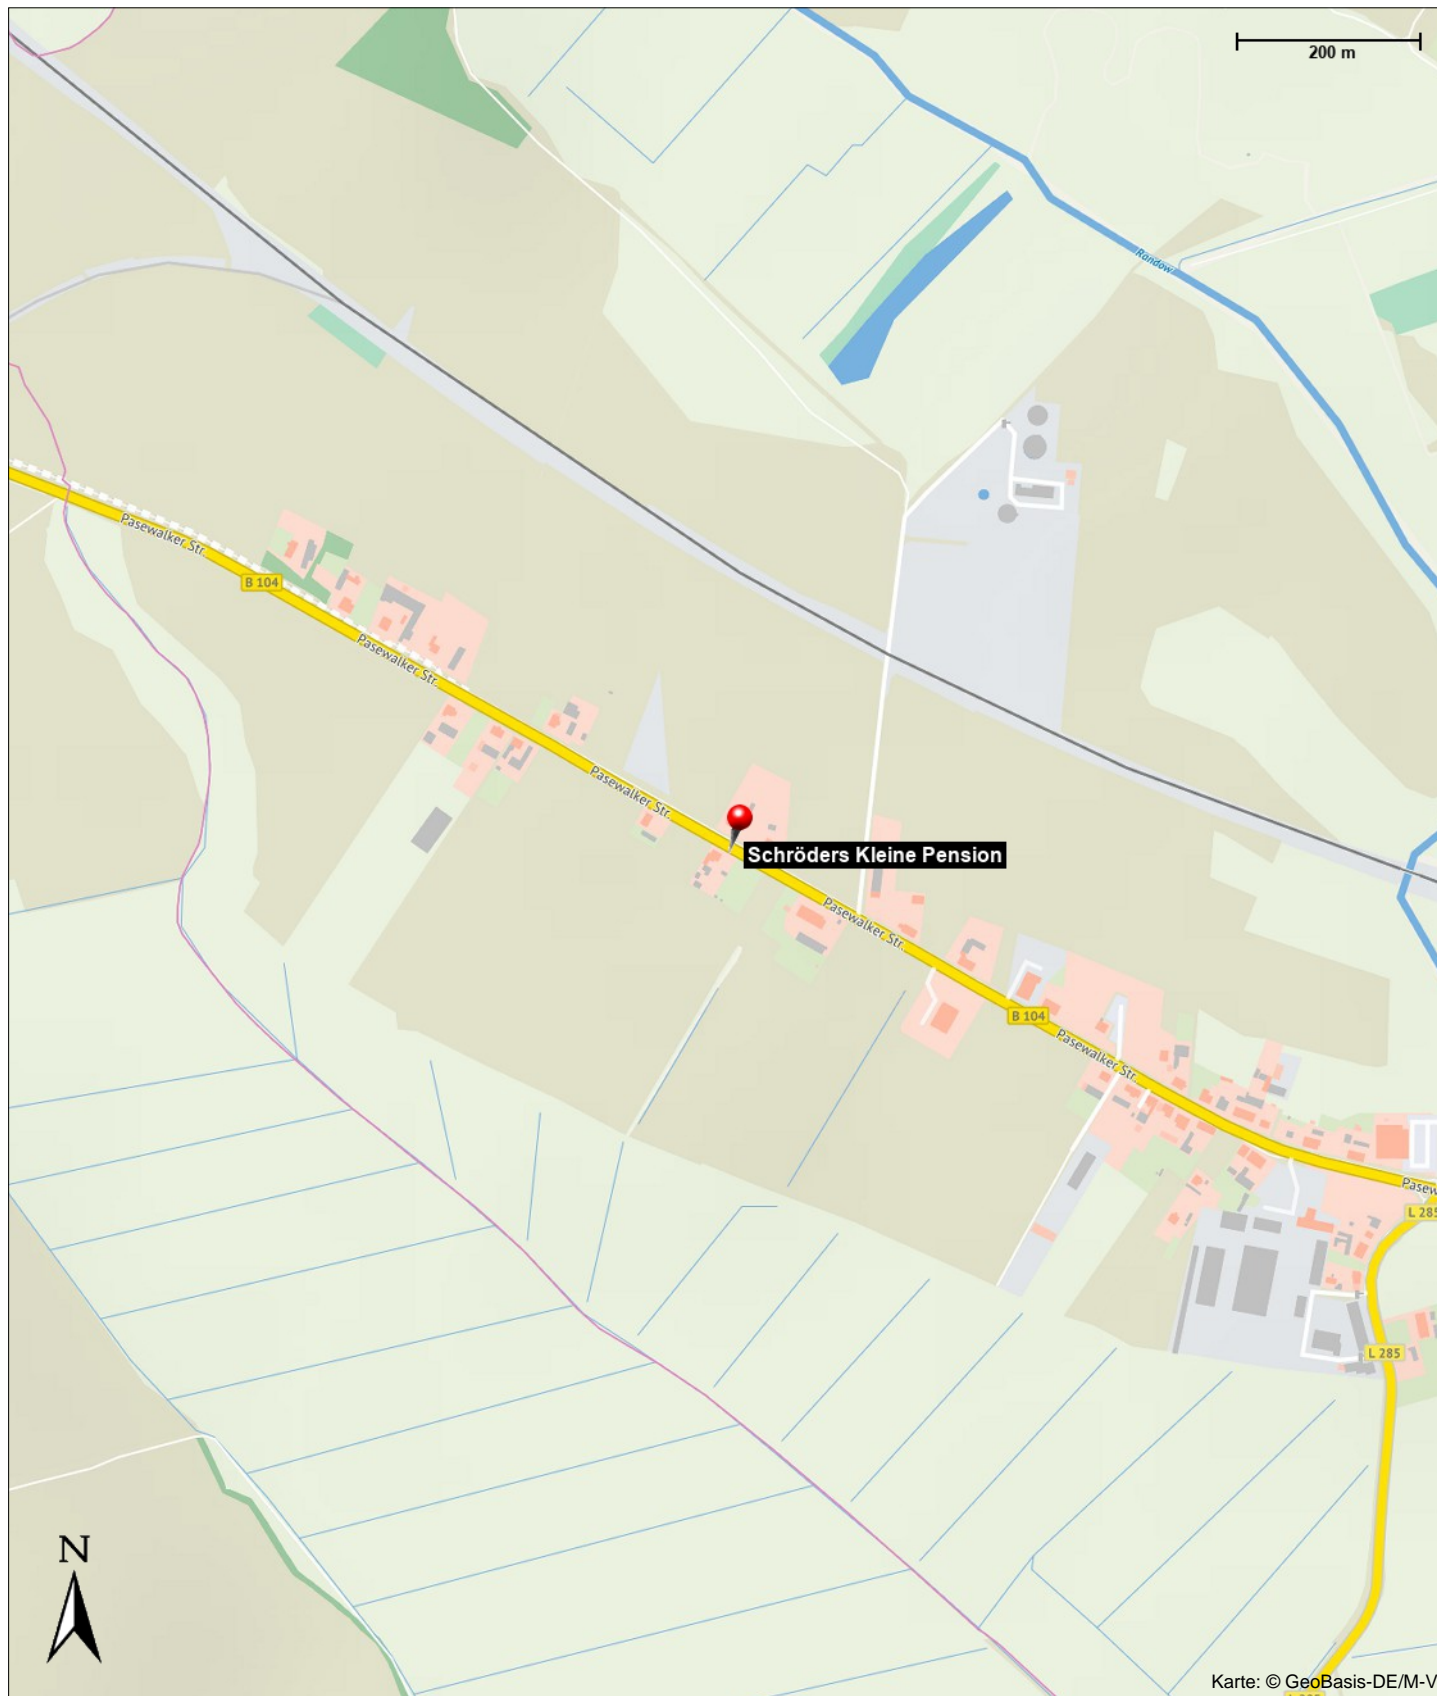 200 m
Randow
Pasewalker Str.
B 104
Pasewalker Str.
Pasewalker Str.
Schröders Kleine Pension
Pasewalker Str.
B 104
Pasewalker Str.
Pasew
L 285
L 285
N
Karte: © GeoBasis-DE/M-V